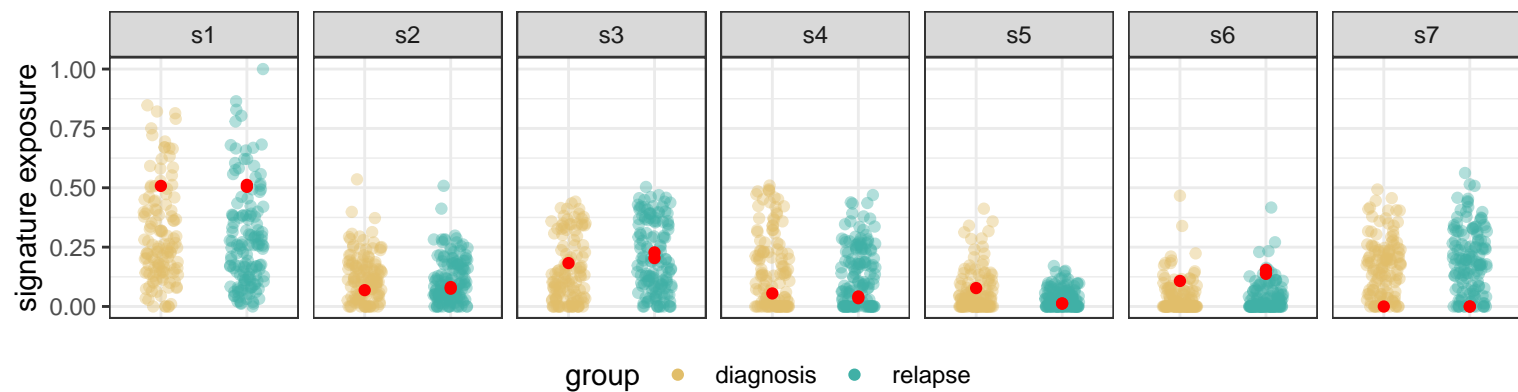 s1 s2 s3 s4 s5 s6 s7
signature exposure
1.00
0.75
0.50
0.25
0.00
group diagnosis relapse